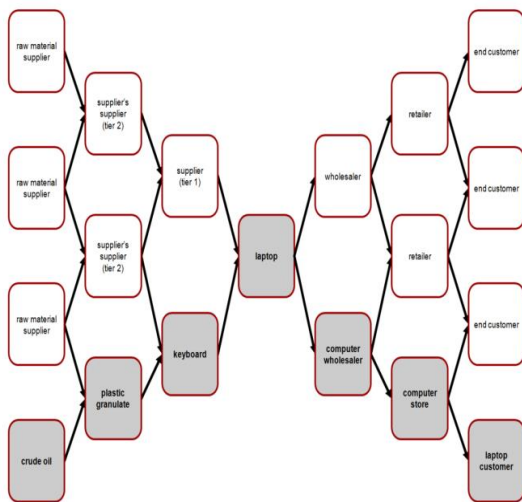 raw material
supplier
supplier's
supplier
(tier 2)
raw material
supplier
supplier
(tier 1)
supplier's
supplier
(tier 2)
raw material
supplier
keyboard
plastic
granulate
crude oil
laptop
wholesaler
computer
wholesaler
retailer
retailer
computer
store
end customer
end customer
end customer
laptop
customer